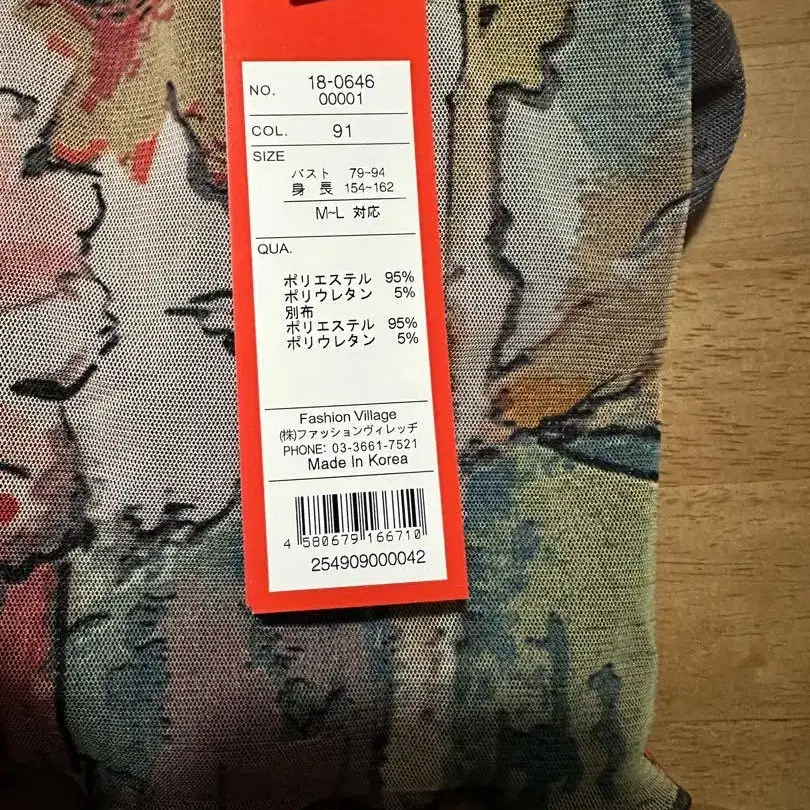 NO. 18-0646
00001
COL. 91
SIZE
バスト 79~94
身 長 154~162
M~L 対応
QUA.
ポリエステル 95%
ポリウレタン 5%
別布
ポリエステル 95%
ポリウレタン 5%
Fashion Village
(株)ファッションヴィレッヂ
PHONE: 03-3661-7521
Made In Korea
4 580679 166710
254909000042